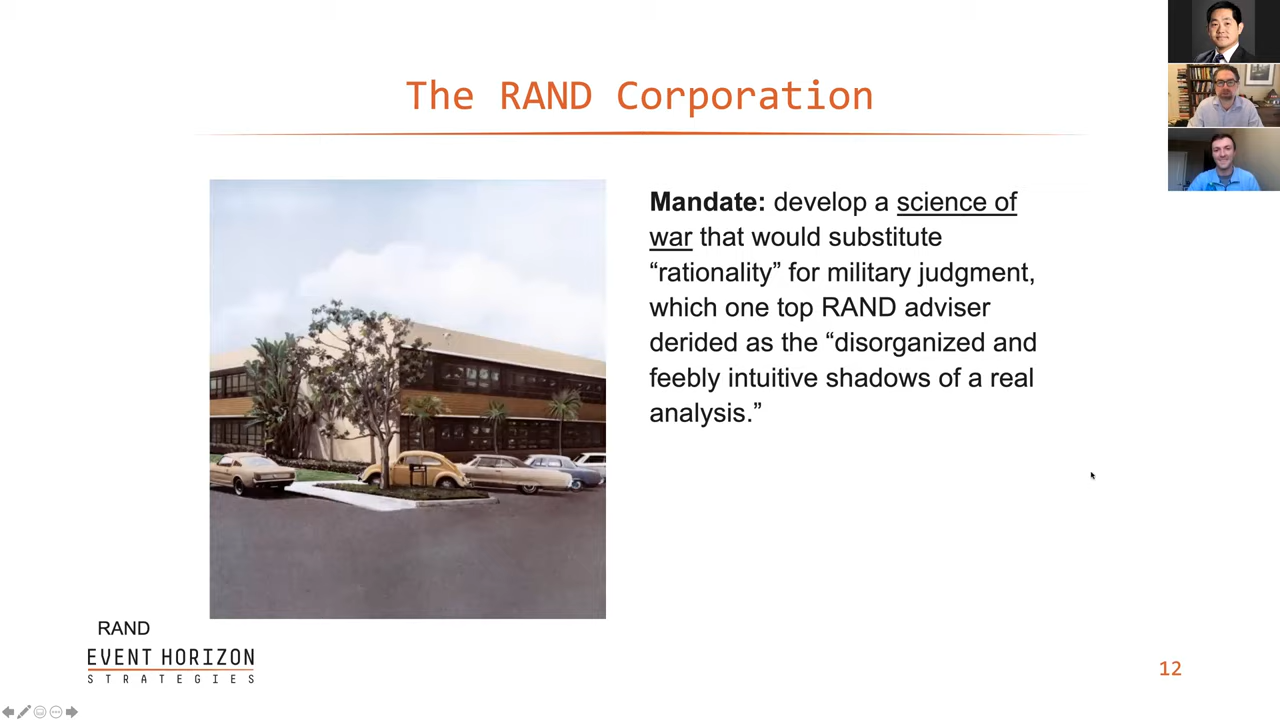 The RAND Corporation
Mandate: develop a science of
war that would substitute
“rationality” for military judgment,
which one top RAND adviser
derided as the “disorganized and
feebly intuitive shadows of a real
analysis.”
RAND
EVENT HORIZON
STRATEGIES
12